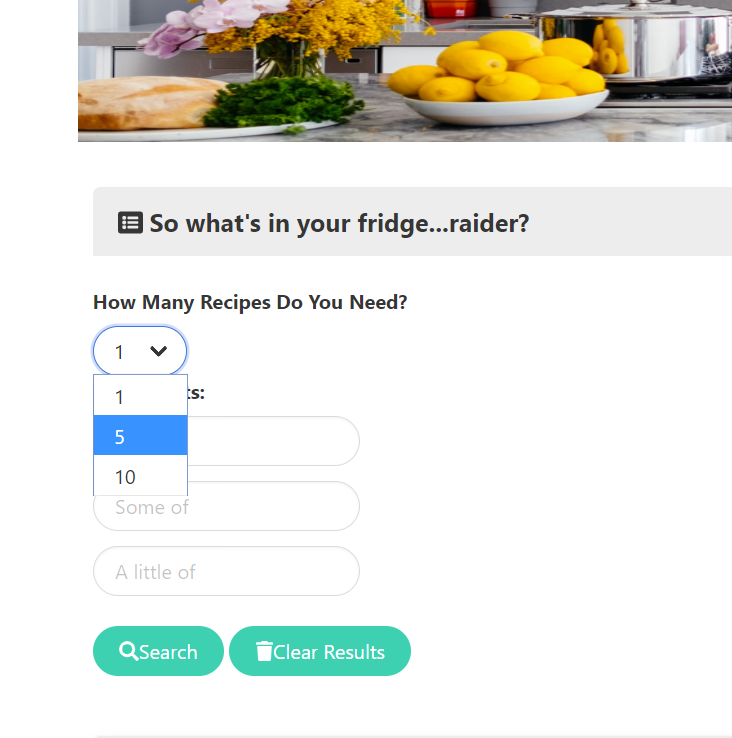 So what's in your fridge...raider?
How Many Recipes Do You Need?
1
1
5
10
ts:
Some of
A little of
Search
Clear Results